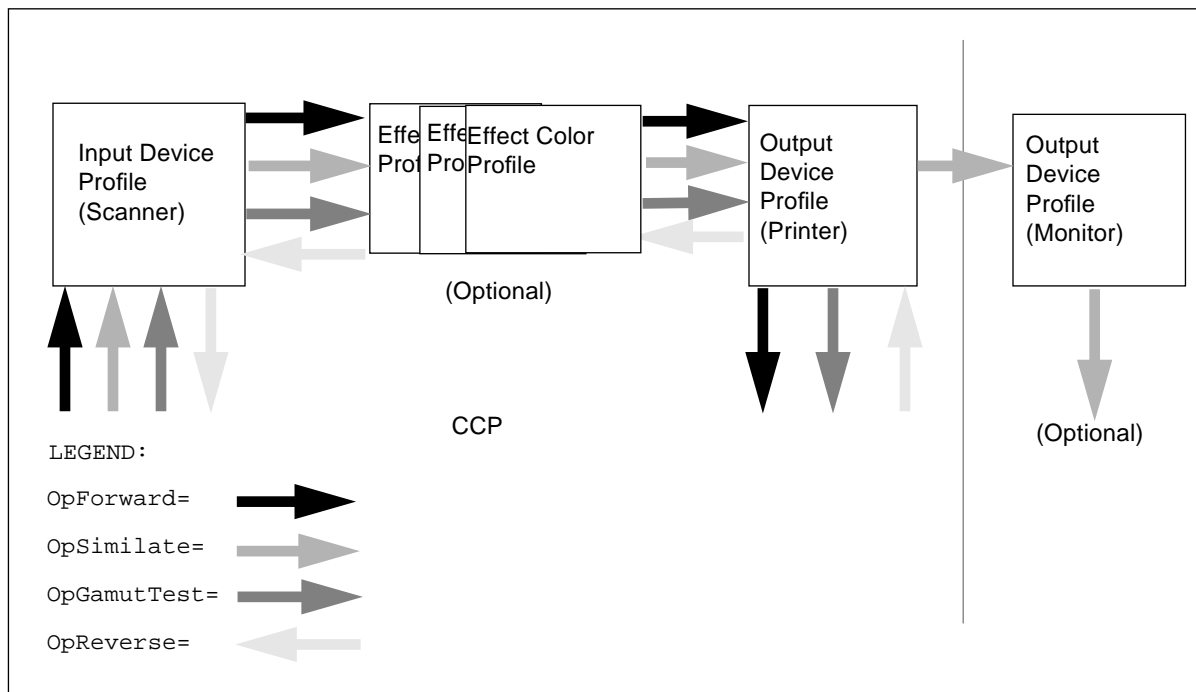 Input Device
Profile
(Scanner)
Effe
Prof
Effe
Pro
Effect Color
Profile
(Optional)
Output
Device
Profile
(Printer)
Output
Device
Profile
(Monitor)
(Optional)
CCP
LEGEND:
OpForward=
OpSimilate=
OpGamutTest=
OpReverse=